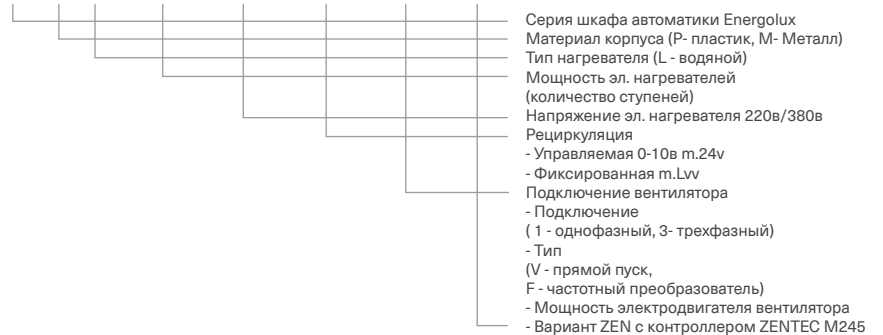 Серия шкафа автоматики Energolux
Материал корпуса (P- пластик, M- Металл)
Тип нагревателя (L - водяной)
Мощность эл. нагревателей
(количество ступеней)
Напряжение эл. нагревателя 220в/380в
Рециркуляция
- Управляемая 0-10в m.24v
- Фиксированная m.Lvv
Подключение вентилятора
- Подключение
( 1 - однофазный, 3- трехфазный)
- Тип
(V - прямой пуск,
F - частотный преобразователь)
- Мощность электродвигателя вентилятора
- Вариант ZEN с контроллером ZENTEC M245